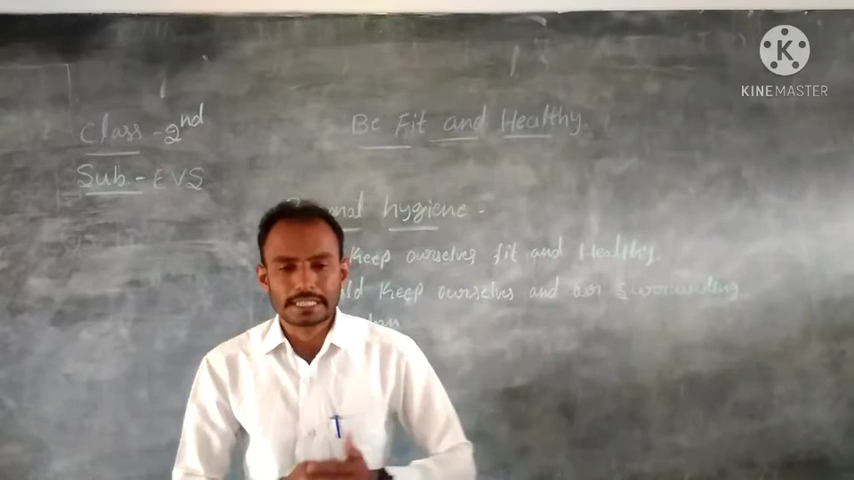 KINEMASTER
Class - 2nd
Be Fit and Healthy.
Sub. - EVS
hygiene -
Keep ourselves fit and Healthy.
Keep ourselves and our Surrounding